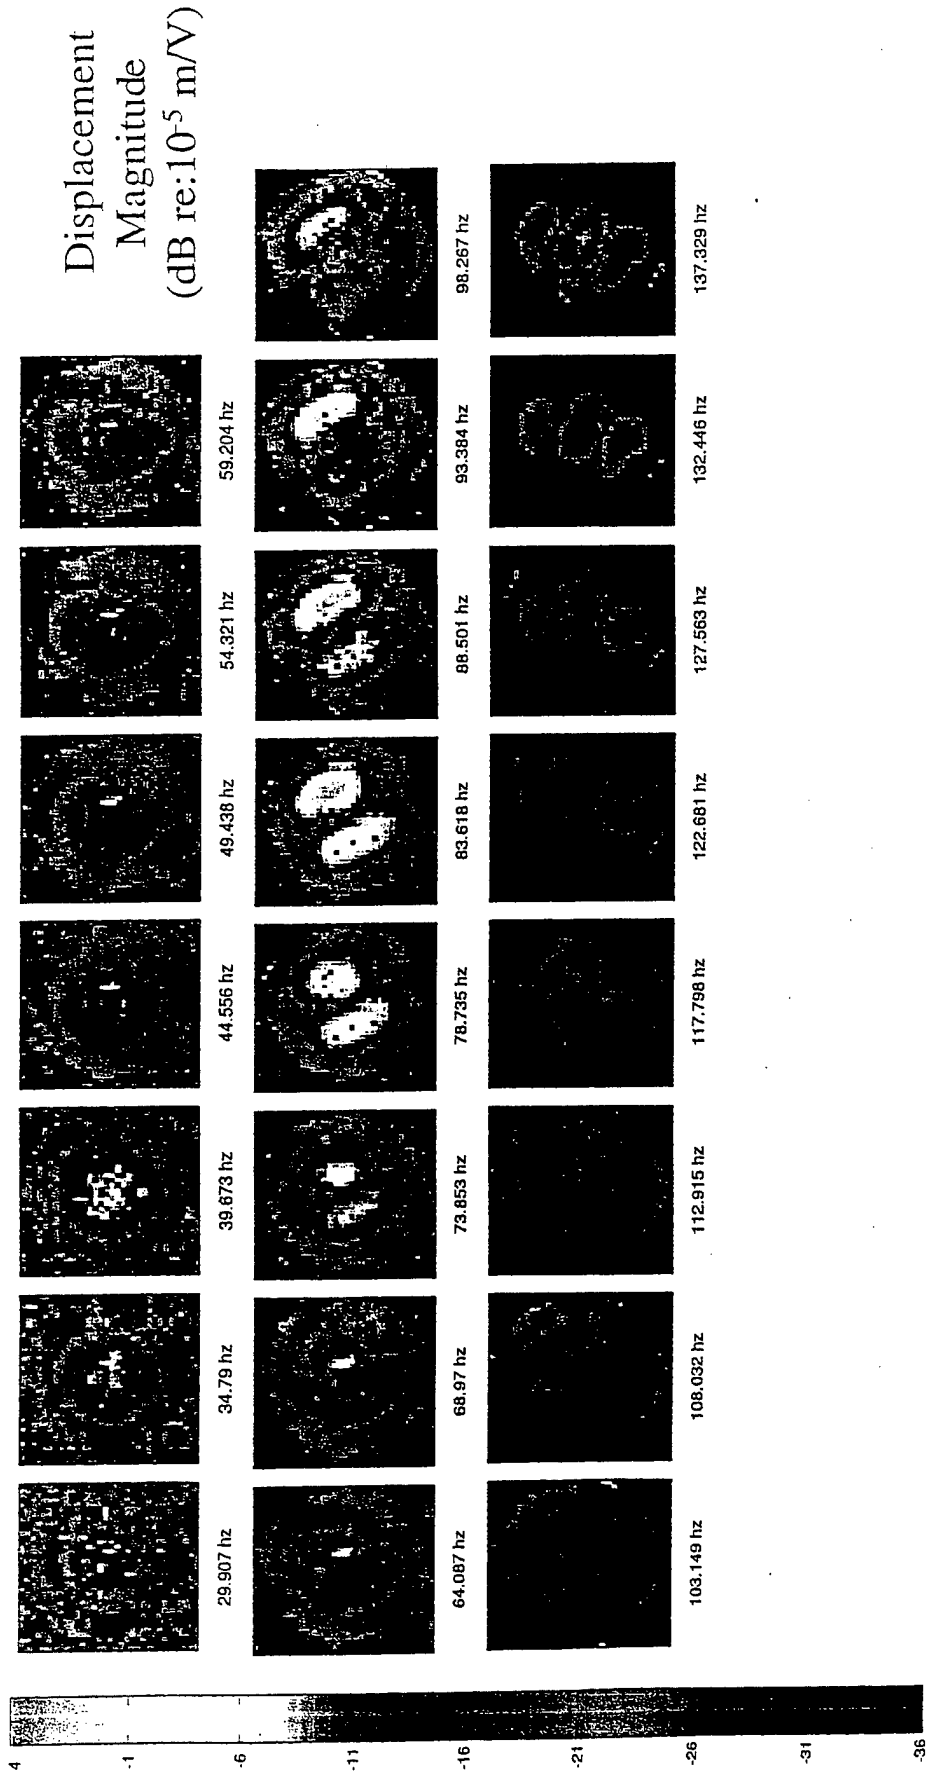 Displacement
Magnitude
(dB re:10⁻⁵ m/V)
4
-1
-6
-11
-16
-21
-26
-31
-36
29.907 hz
34.79 hz
39.673 hz
44.556 hz
49.438 hz
54.321 hz
59.204 hz
64.087 hz
68.97 hz
73.853 hz
78.735 hz
83.618 hz
88.501 hz
93.384 hz
98.267 hz
103.149 hz
108.032 hz
112.915 hz
117.798 hz
122.681 hz
127.563 hz
132.446 hz
137.329 hz